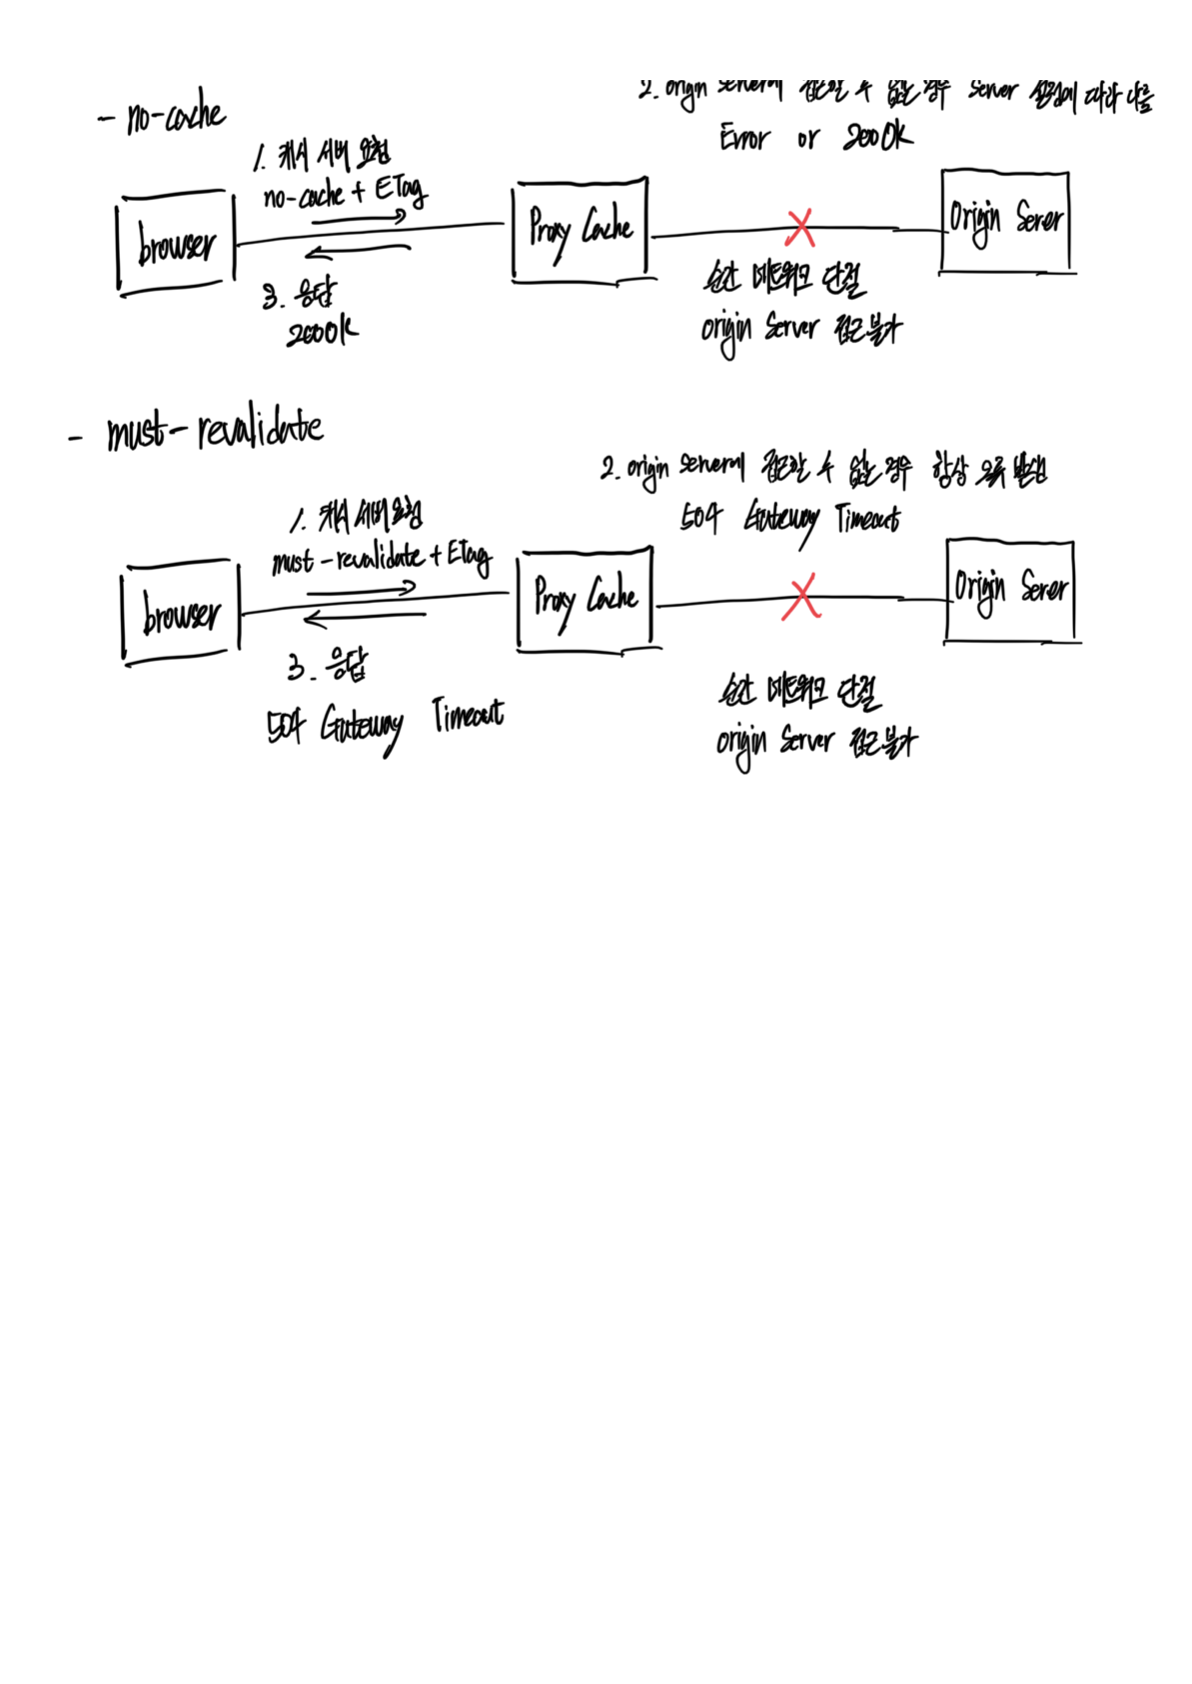 - no-cache
2. origin server에 접근할 수 없는 경우 Server 설정에 따라 다름
Error or 200 Ok
1. 캐시 서버 요청
no-cache + ETag
browser
Proxy Cache
Origin Serer
순간 네트워크 단절
origin Server 접근불가
3. 응답
200 Ok
- must-revalidate
2. origin server에 접근할 수 없는 경우 항상 오류 발생
504 Gateway Timeout
1. 캐시 서버 요청
must-revalidate + ETag
browser
Proxy Cache
Origin Serer
3. 응답
504 Gateway Timeout
순간 네트워크 단절
origin Server 접근불가